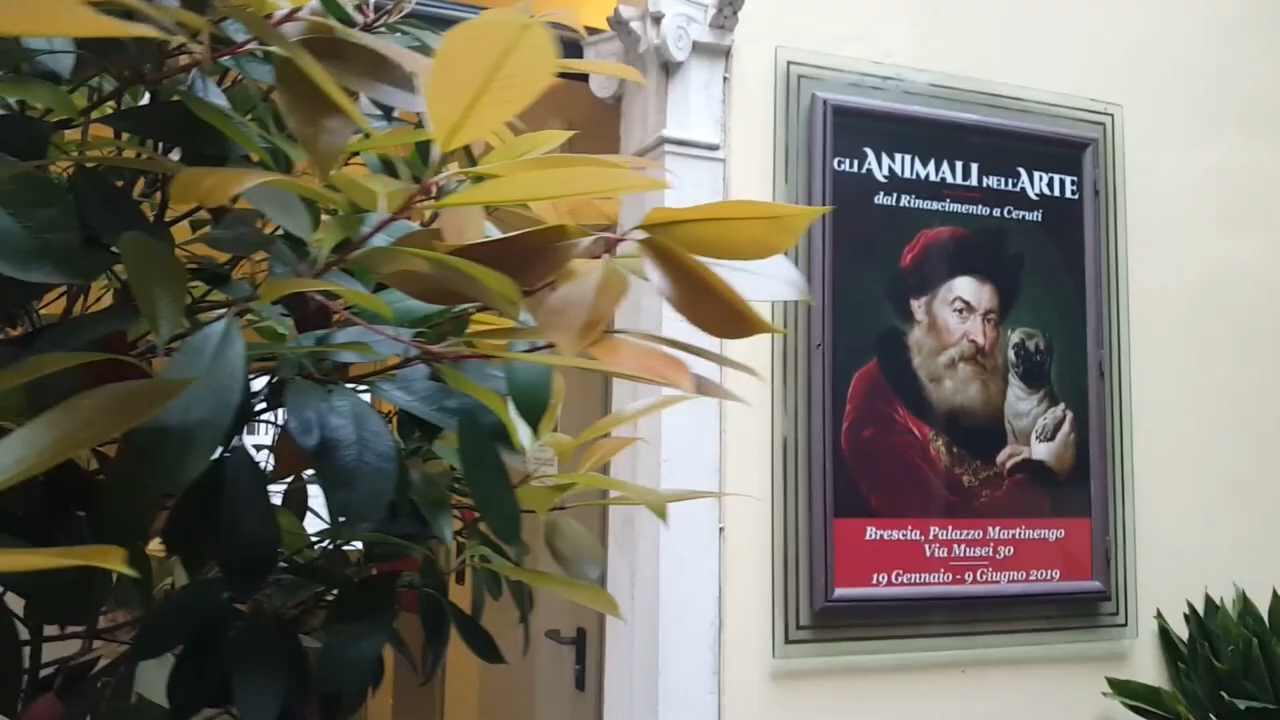 GLI ANIMALI NELL'ARTE
dal Rinascimento a Ceruti
Brescia, Palazzo Martinengo
Via Musei 30
19 Gennaio - 9 Giugno 2019